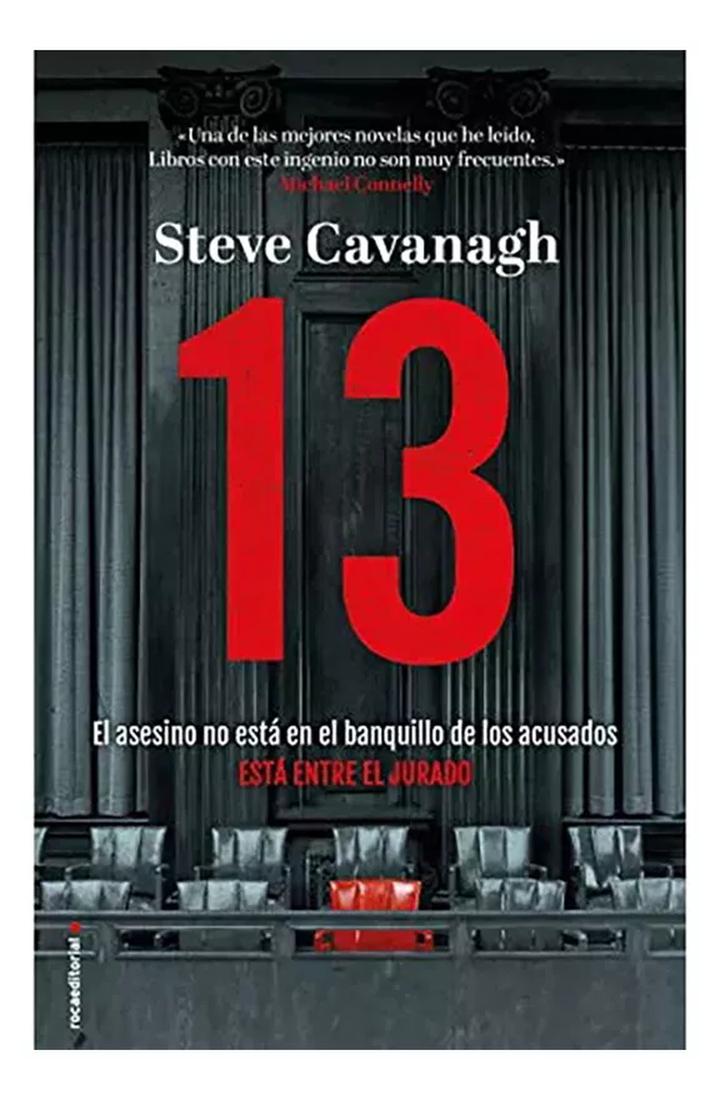 «Una de las mejores novelas que he leído.
Libros con este ingenio no son muy frecuentes.»
Michael Connelly
Steve Cavanagh
13
El asesino no está en el banquillo de los acusados
ESTÁ ENTRE EL JURADO
rocaeditorial